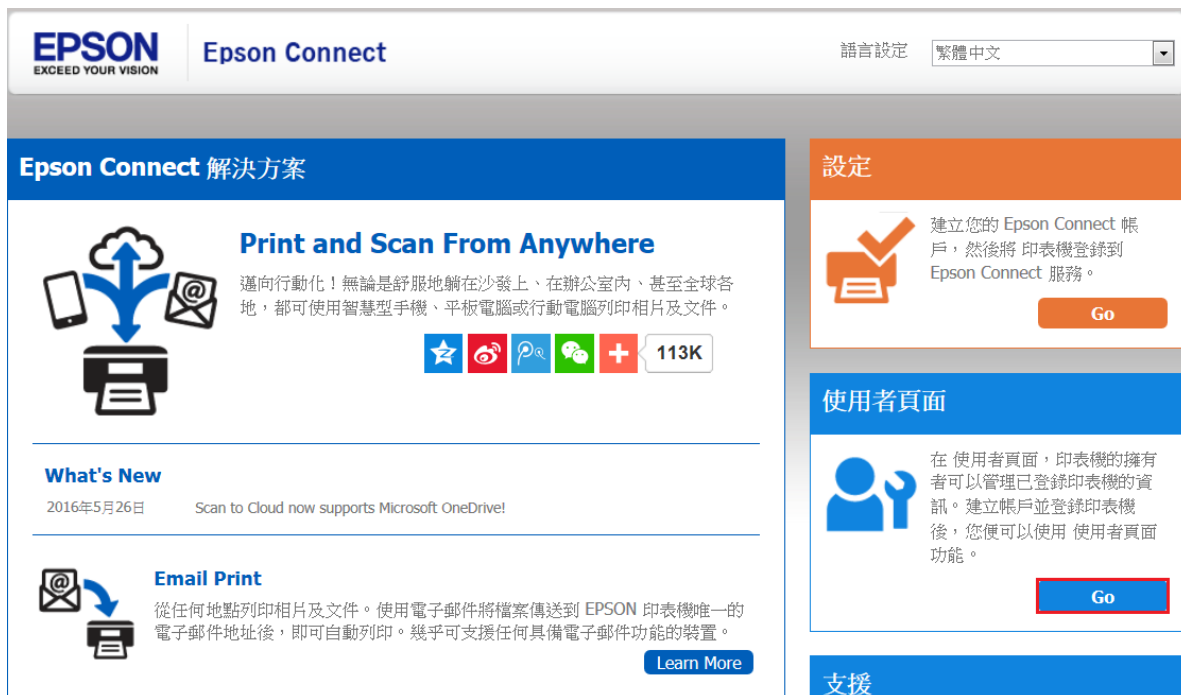 EPSON
EXCEED YOUR VISION
Epson Connect
語言設定
繁體中文
Epson Connect 解決方案
Print and Scan From Anywhere
邁向行動化！無論是舒服地躺在沙發上、在辦公室內、甚至全球各
地，都可使用智慧型手機、平板電腦或行動電腦列印相片及文件。
113K
What's New
2016年5月26日
Scan to Cloud now supports Microsoft OneDrive!
Email Print
從任何地點列印相片及文件。使用電子郵件將檔案傳送到 EPSON 印表機唯一的
電子郵件地址後，即可自動列印。幾乎可支援任何具備電子郵件功能的裝置。
Learn More
設定
建立您的 Epson Connect 帳
戶，然後將 印表機登錄到
Epson Connect 服務。
Go
使用者頁面
在 使用者頁面，印表機的擁有
者可以管理已登錄印表機的資
訊。建立帳戶並登錄印表機
後，您便可以使用 使用者頁面
功能。
Go
支援